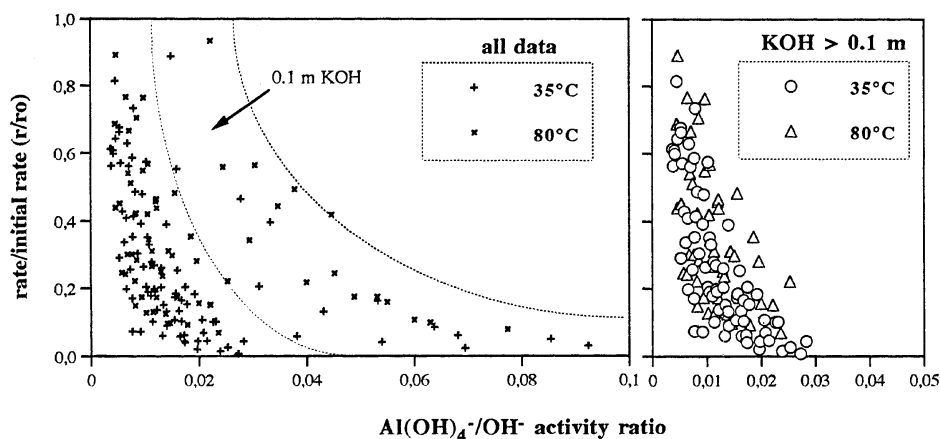 1,0
0,8
0,6
0,4
0,2
0,0
rate/initial rate (r/ro)
all data
35°C
80°C
0.1 m KOH
0
0,02
0,04
0,06
0,08
0,1
KOH > 0.1 m
35°C
80°C
0
0,01
0,02
0,03
0,04
0,05
Al(OH)₄⁻/OH⁻ activity ratio